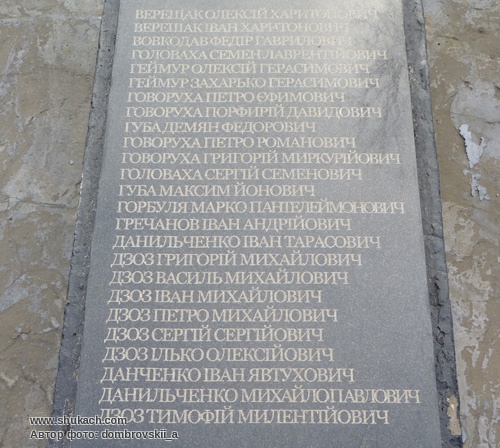 ВЕРЕЩАК ОЛЕКСІЙ ХАРИТОНОВИЧ
ВЕРЕЩАК ІВАН ХАРИТОНОВИЧ
ВОВКОДАВ ФЕДІР ГАВРИЛОВИЧ
ГОЛОВАХА СЕМЕН ЛАВРЕНТІЙОВИЧ
ГЕЙМУР ОЛЕКСІЙ ГЕРАСИМОВИЧ
ГЕЙМУР ЗАХАРЬКО ГЕРАСИМОВИЧ
ГОВОРУХА ПЕТРО ЄФИМОВИЧ
ГОВОРУХА ПОРФИРІЙ ДАВИДОВИЧ
ГУБА ДЕМЯН ФЕДОРОВИЧ
ГОВОРУХА ПЕТРО РОМАНОВИЧ
ГОВОРУХА ГРИГОРІЙ МИРКУРІЙОВИЧ
ГОЛОВАХА СЕРГІЙ СЕМЕНОВИЧ
ГУБА МАКСИМ ЙОНОВИЧ
ГОРБУЛЯ МАРКО ПАНТЕЛЕЙМОНОВИЧ
ГРЕЧАНОВ ІВАН АНДРІЙОВИЧ
ДАНИЛЬЧЕНКО ІВАН ТАРАСОВИЧ
ДЗОЗ ГРИГОРІЙ МИХАЙЛОВИЧ
ДЗОЗ ВАСИЛЬ МИХАЙЛОВИЧ
ДЗОЗ ІВАН МИХАЙЛОВИЧ
ДЗОЗ ПЕТРО МИХАЙЛОВИЧ
ДЗОЗ СЕРГІЙ СЕРГІЙОВИЧ
ДЗОЗ ІЛЬКО ОЛЕКСІЙОВИЧ
ДАНЧЕНКО ІВАН ЯВТУХОВИЧ
ДАНИЛЬЧЕНКО МИХАЙЛО ПАВЛОВИЧ
ДЗОЗ ТИМОФІЙ МИЛЕНТІЙОВИЧ
www.shukach.com
Автор фото: dombrovskii_a